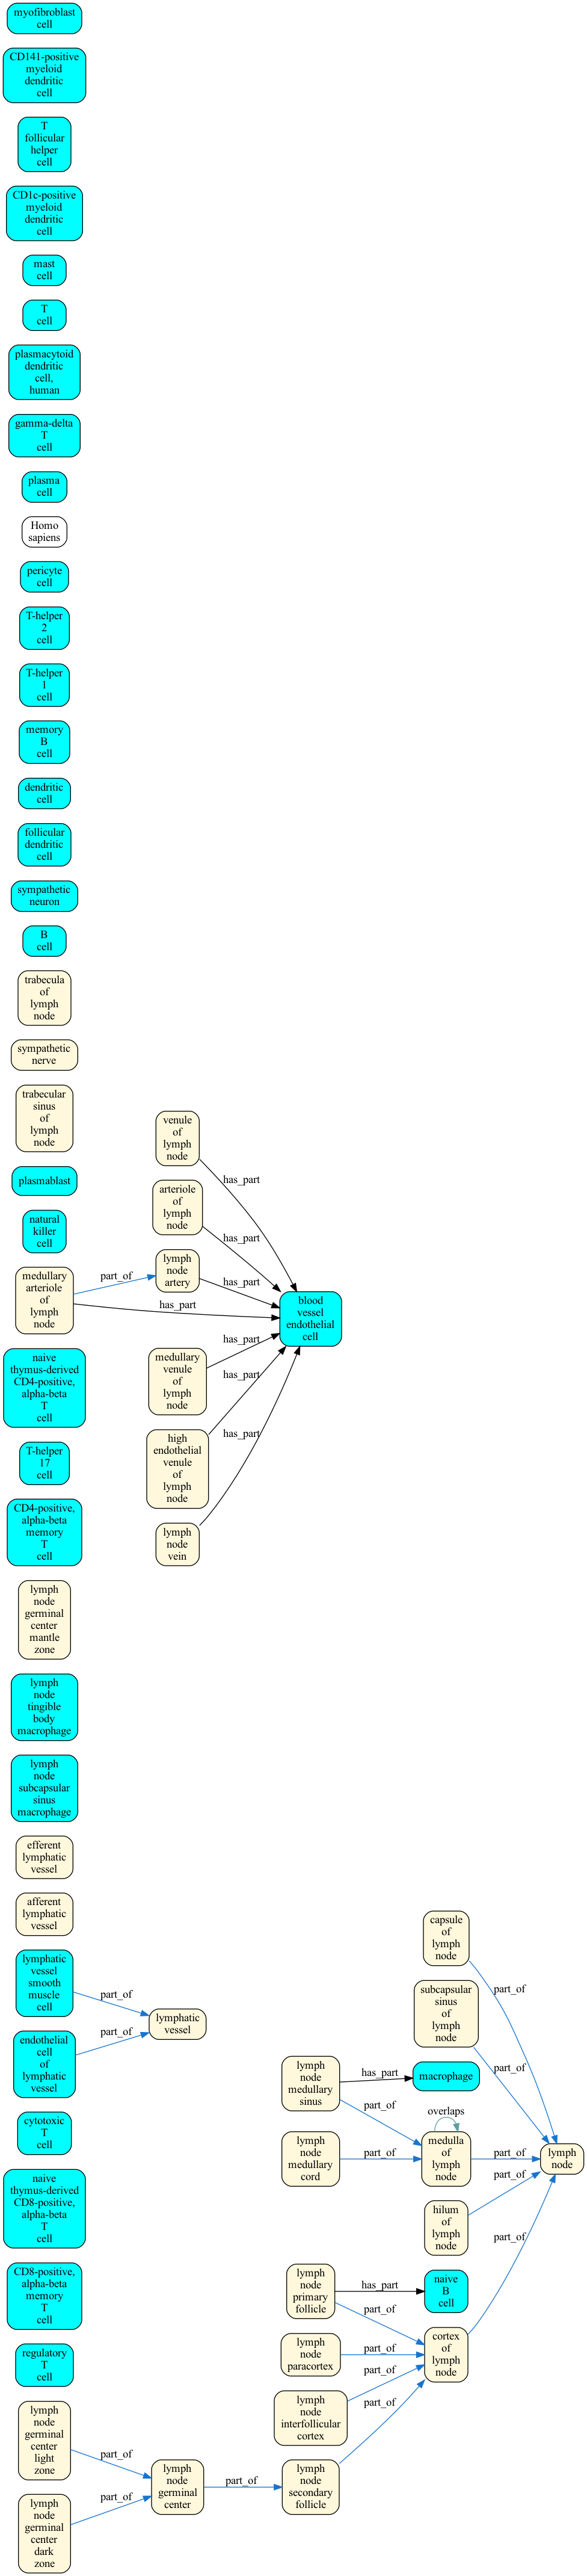 myofibroblast
cell
CD141-positive
myeloid
dendritic
cell
T
follicular
helper
cell
CD1c-positive
myeloid
dendritic
cell
mast
cell
T
cell
plasmacytoid
dendritic
cell,
human
gamma-delta
T
cell
plasma
cell
Homo
sapiens
pericyte
cell
T-helper
2
cell
T-helper
1
cell
memory
B
cell
dendritic
cell
follicular
dendritic
cell
sympathetic
neuron
B
cell
trabecula
of
lymph
node
sympathetic
nerve
trabecular
sinus
of
lymph
node
plasmablast
natural
killer
cell
medullary
arteriole
of
lymph
node
part_of
has_part
venule
of
lymph
node
has_part
arteriole
of
lymph
node
has_part
lymph
node
artery
has_part
blood
vessel
endothelial
cell
medullary
venule
of
lymph
node
has_part
high
endothelial
venule
of
lymph
node
has_part
lymph
node
vein
has_part
naive
thymus-derived
CD4-positive,
alpha-beta
T
cell
T-helper
17
cell
CD4-positive,
alpha-beta
memory
T
cell
lymph
node
germinal
center
mantle
zone
lymph
node
tingible
body
macrophage
lymph
node
subcapsular
sinus
macrophage
efferent
lymphatic
vessel
afferent
lymphatic
vessel
lymphatic
vessel
smooth
muscle
cell
part_of
endothelial
cell
of
lymphatic
vessel
part_of
lymphatic
vessel
capsule
of
lymph
node
part_of
subcapsular
sinus
of
lymph
node
part_of
lymph
node
medullary
sinus
has_part
macrophage
part_of
overlaps
lymph
node
medullary
cord
part_of
medulla
of
lymph
node
part_of
lymph
node
hilum
of
lymph
node
part_of
part_of
cytotoxic
T
cell
naive
thymus-derived
CD8-positive,
alpha-beta
T
cell
CD8-positive,
alpha-beta
memory
T
cell
regulatory
T
cell
lymph
node
primary
follicle
has_part
naive
B
cell
part_of
lymph
node
paracortex
part_of
cortex
of
lymph
node
lymph
node
interfollicular
cortex
part_of
part_of
lymph
node
germinal
center
light
zone
part_of
lymph
node
germinal
center
dark
zone
part_of
lymph
node
germinal
center
part_of
lymph
node
secondary
follicle